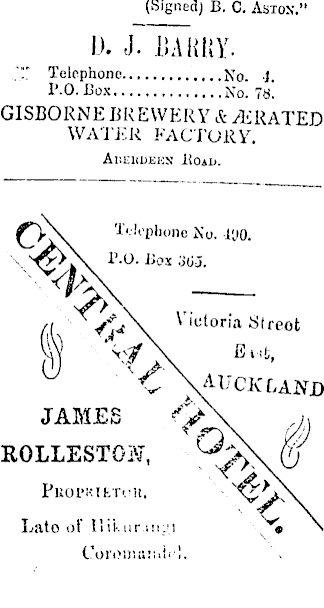 (Signed) B. C. ASTON."
D. J. BARRY.
Telephone.............No. 4.
P.O. Box..............No. 78.
GISBORNE BREWERY & ÆRATED
WATER FACTORY.
ABERDEEN ROAD.
Telephone No. 490.
P.O. Box 365.
CENTRAL HOTEL.
Victoria Street
East,
AUCKLAND
JAMES
ROLLESTON,
PROPRIETOR,
Late of Hikurangi
Coromandel.